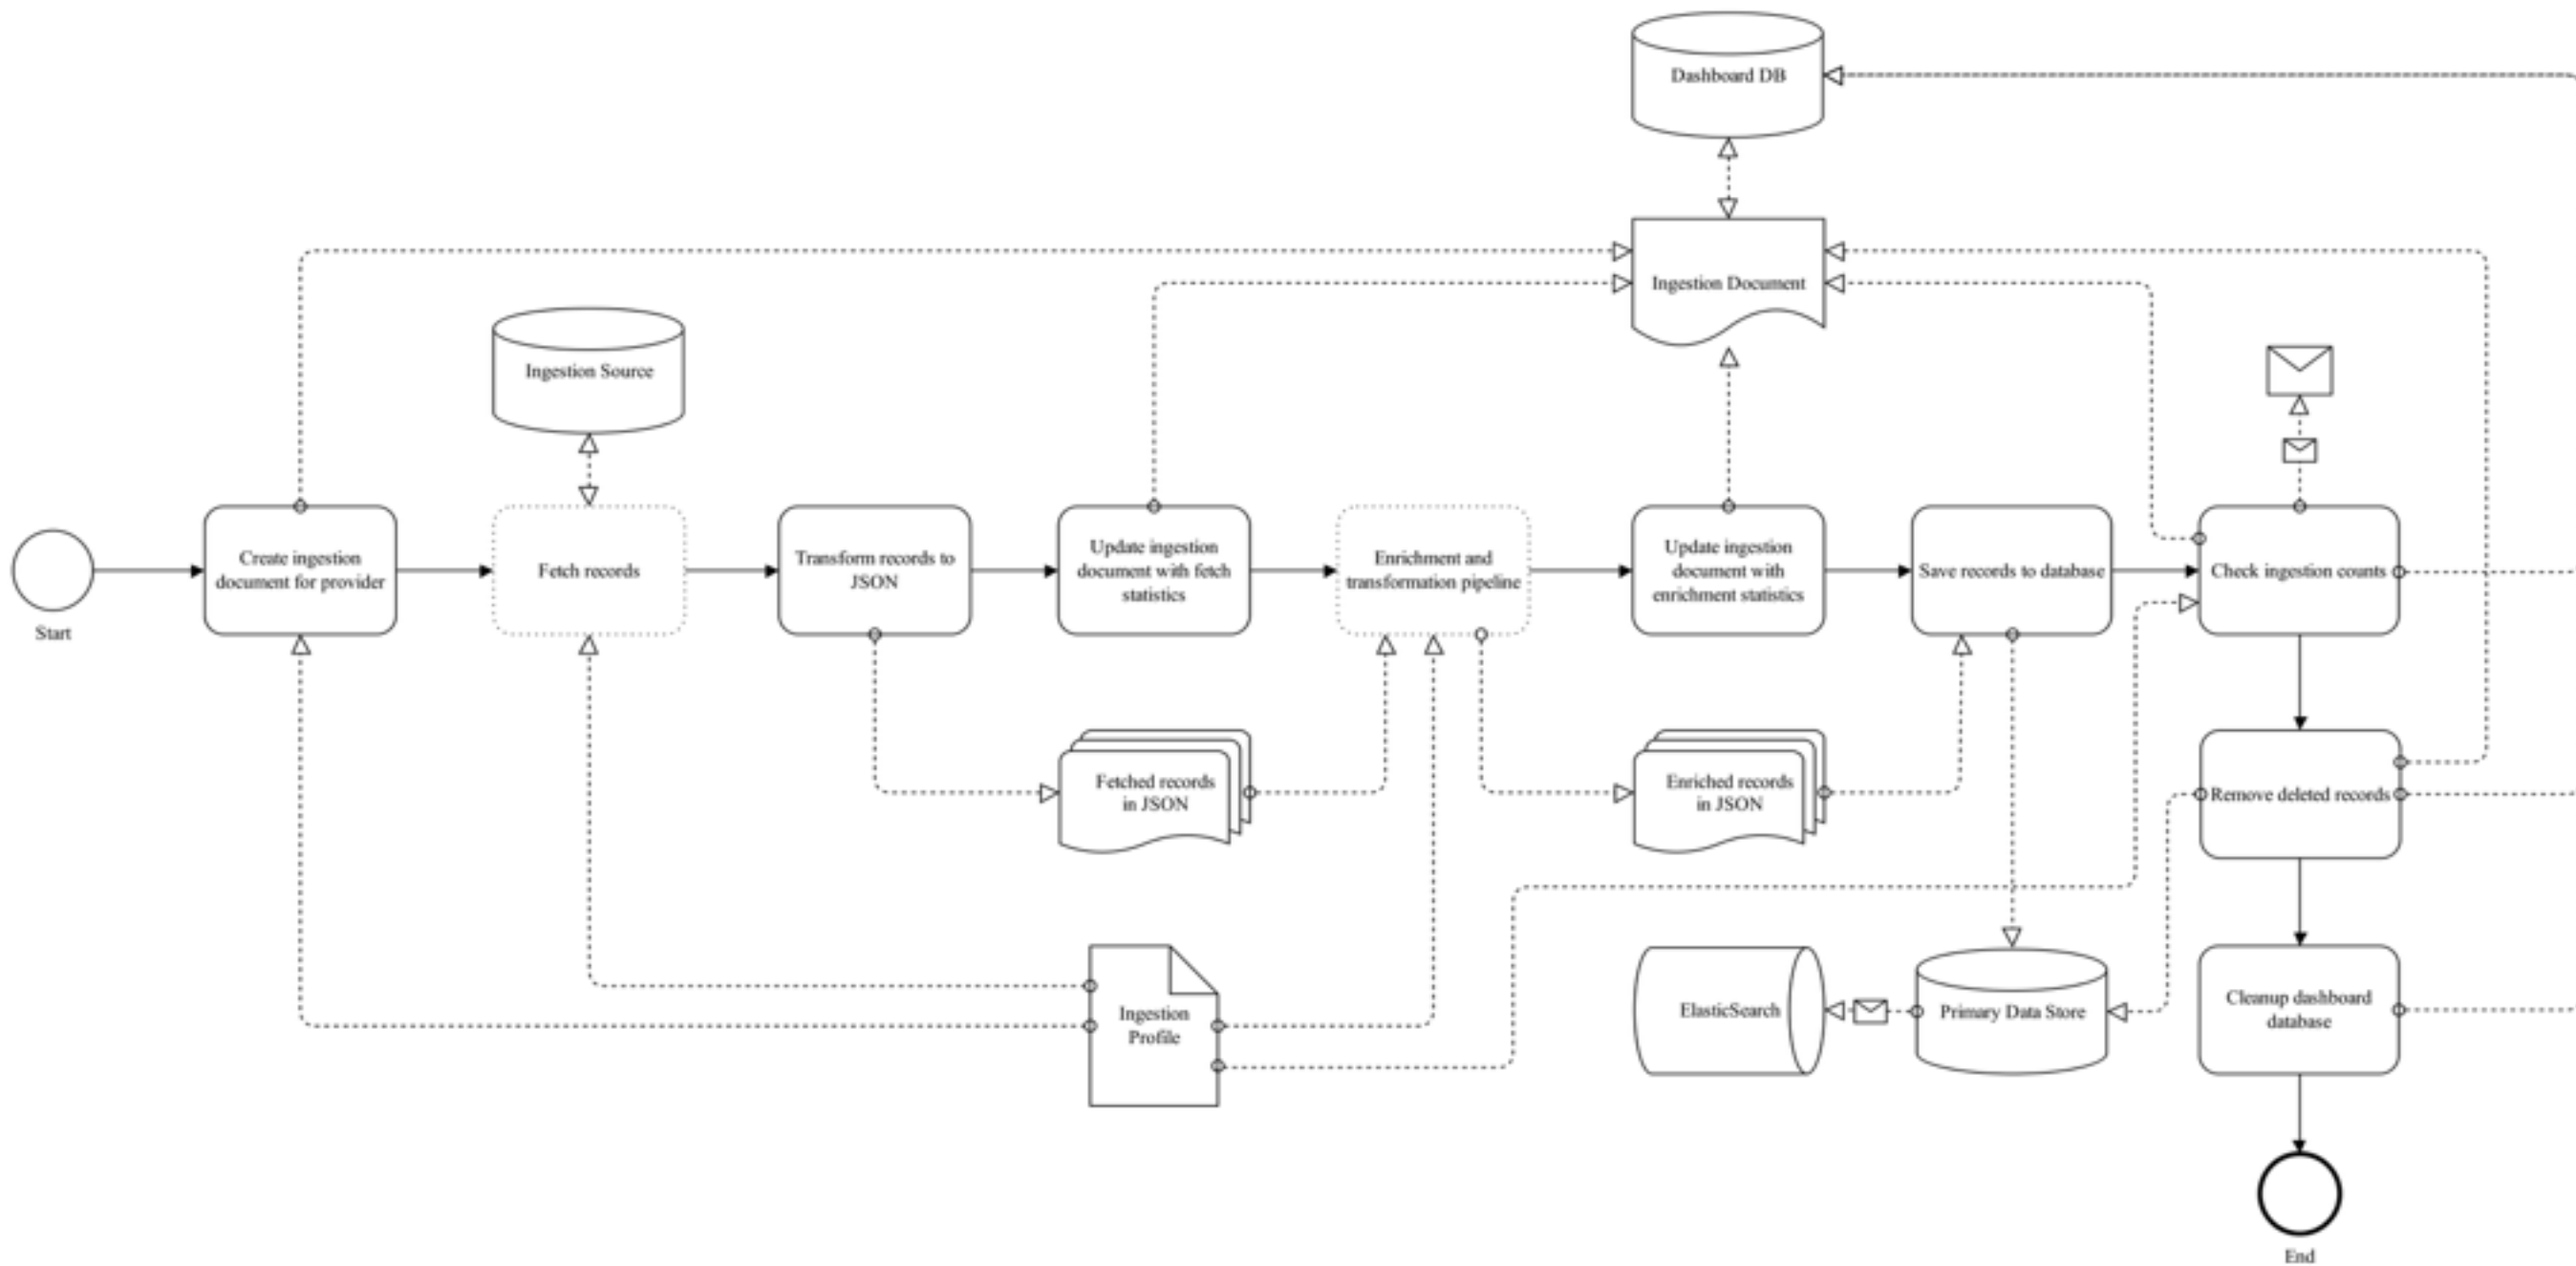 Dashboard DB
Ingestion Document
Ingestion Source
Start
Create ingestion
document for provider
Fetch records
Transform records to
JSON
Update ingestion
document with fetch
statistics
Enrichment and
transformation pipeline
Update ingestion
document with
enrichment statistics
Save records to database
Check ingestion counts
Fetched records
in JSON
Enriched records
in JSON
Remove deleted records
Ingestion
Profile
ElasticSearch
Primary Data Store
Cleanup dashboard
database
End